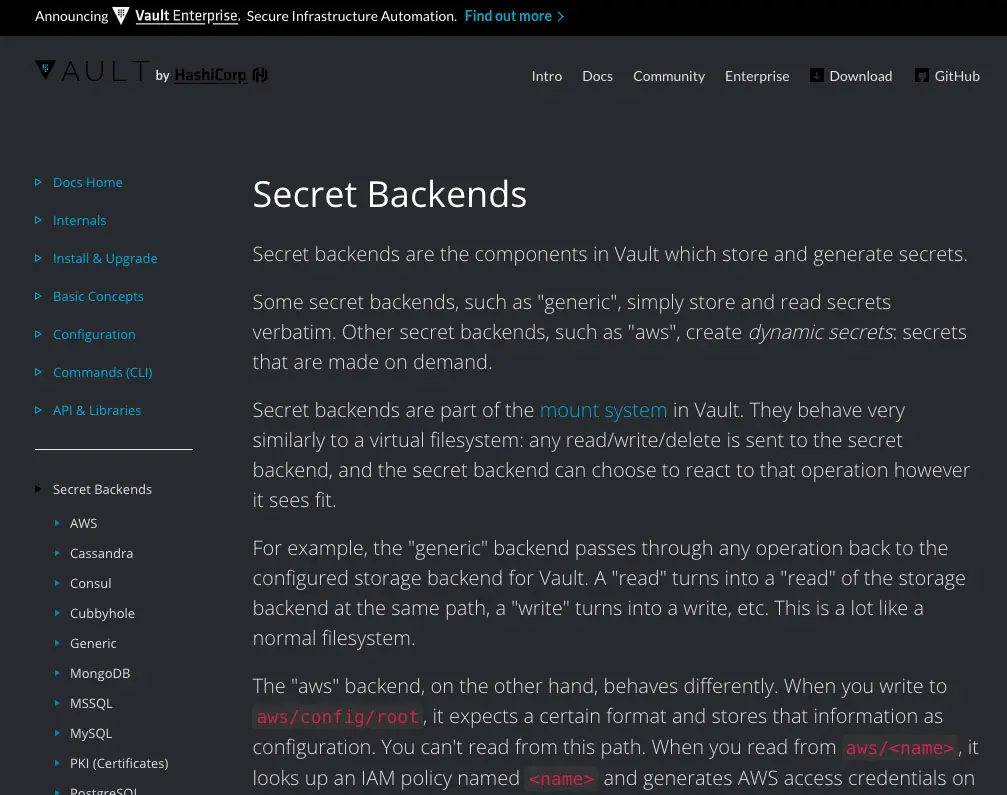 Announcing Vault Enterprise. Secure Infrastructure Automation. Find out more
VAULT by HashiCorp
Intro Docs Community Enterprise Download GitHub
Docs Home
Internals
Install & Upgrade
Basic Concepts
Configuration
Commands (CLI)
API & Libraries
Secret Backends
AWS
Cassandra
Consul
Cubbyhole
Generic
MongoDB
MSSQL
MySQL
PKI (Certificates)
PostgreSQL
Secret Backends
Secret backends are the components in Vault which store and generate secrets.
Some secret backends, such as "generic", simply store and read secrets
verbatim. Other secret backends, such as "aws", create dynamic secrets: secrets
that are made on demand.
Secret backends are part of the mount system in Vault. They behave very
similarly to a virtual filesystem: any read/write/delete is sent to the secret
backend, and the secret backend can choose to react to that operation however
it sees fit.
For example, the "generic" backend passes through any operation back to the
configured storage backend for Vault. A "read" turns into a "read" of the storage
backend at the same path, a "write" turns into a write, etc. This is a lot like a
normal filesystem.
The "aws" backend, on the other hand, behaves differently. When you write to
aws/config/root, it expects a certain format and stores that information as
configuration. You can't read from this path. When you read from aws/<name>, it
looks up an IAM policy named <name> and generates AWS access credentials on